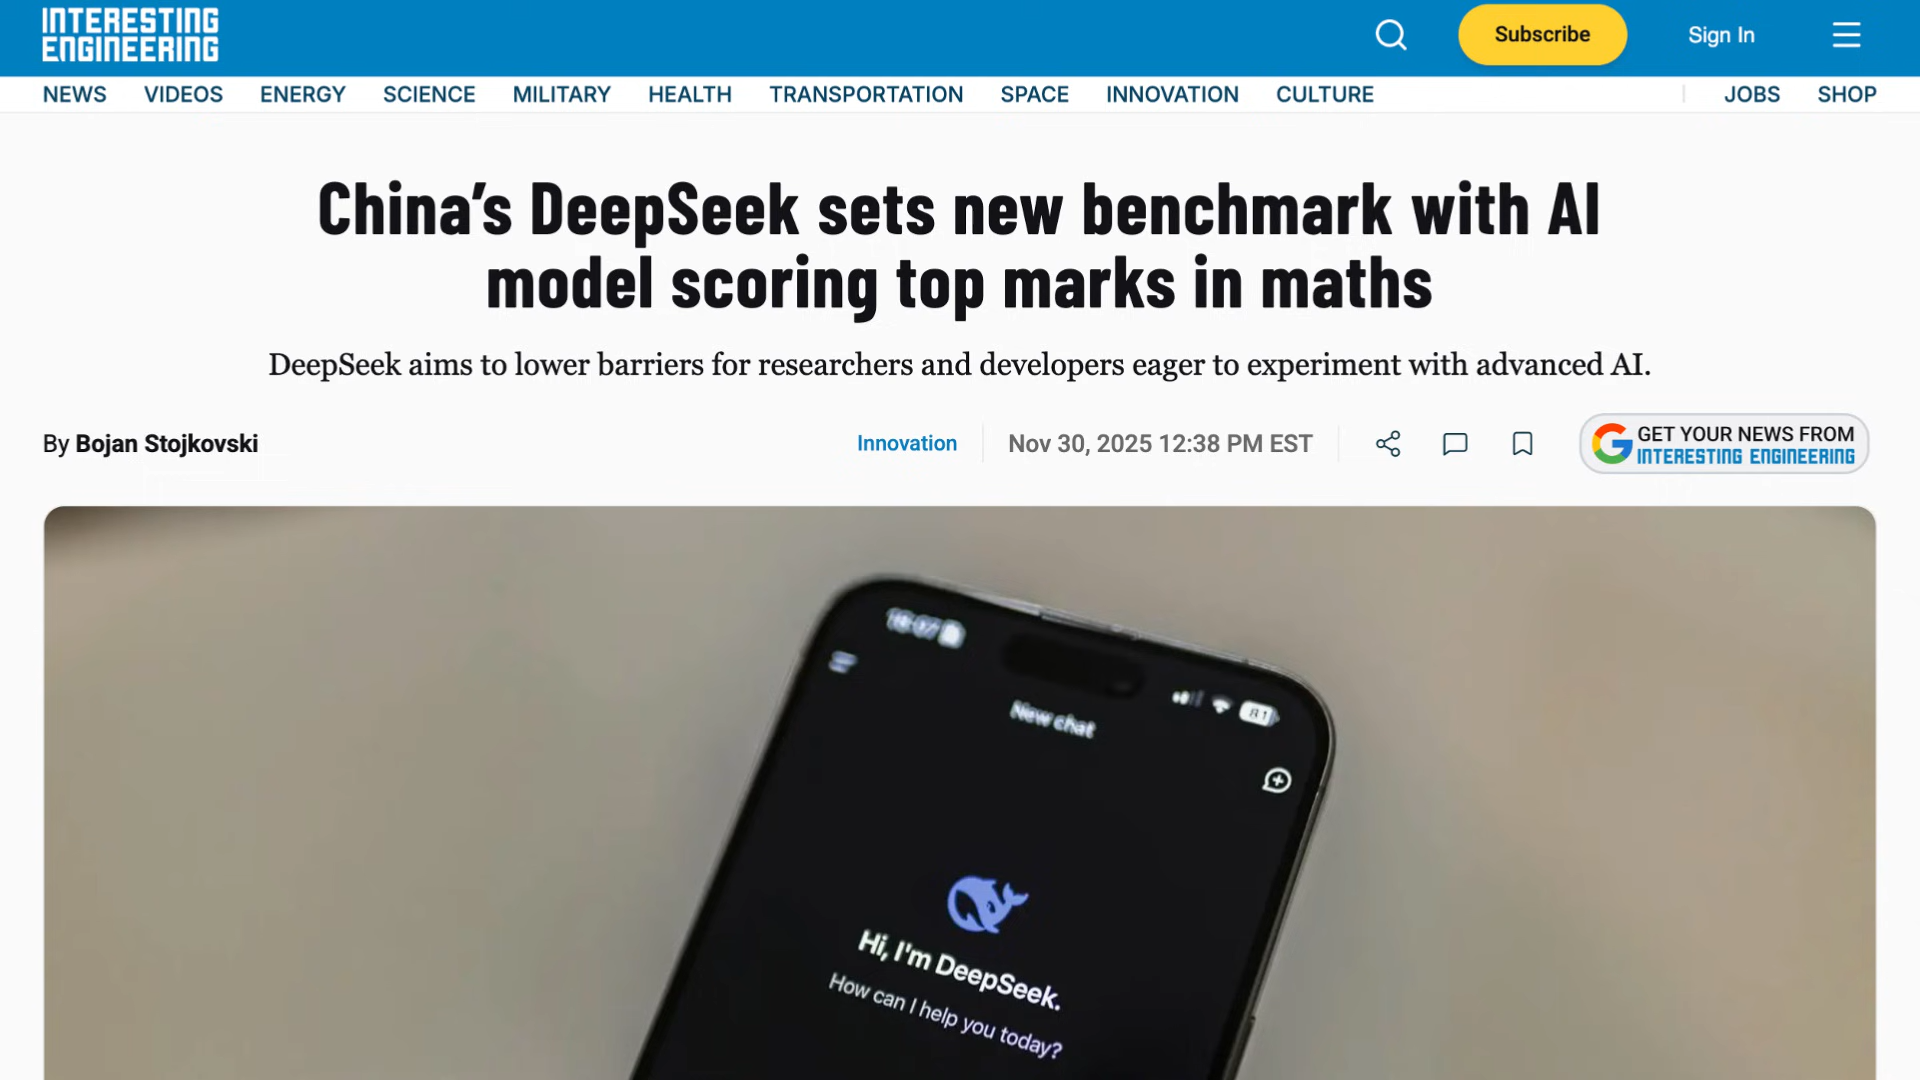 INTERESTING
ENGINEERING
Subscribe
Sign In
NEWS VIDEOS ENERGY SCIENCE MILITARY HEALTH TRANSPORTATION SPACE INNOVATION CULTURE JOBS SHOP
China’s DeepSeek sets new benchmark with AI
model scoring top marks in maths
DeepSeek aims to lower barriers for researchers and developers eager to experiment with advanced AI.
By Bojan Stojkovski
Innovation
Nov 30, 2025 12:38 PM EST
GET YOUR NEWS FROM
INTERESTING ENGINEERING
81
New chat
Hi, I'm DeepSeek.
How can I help you today?